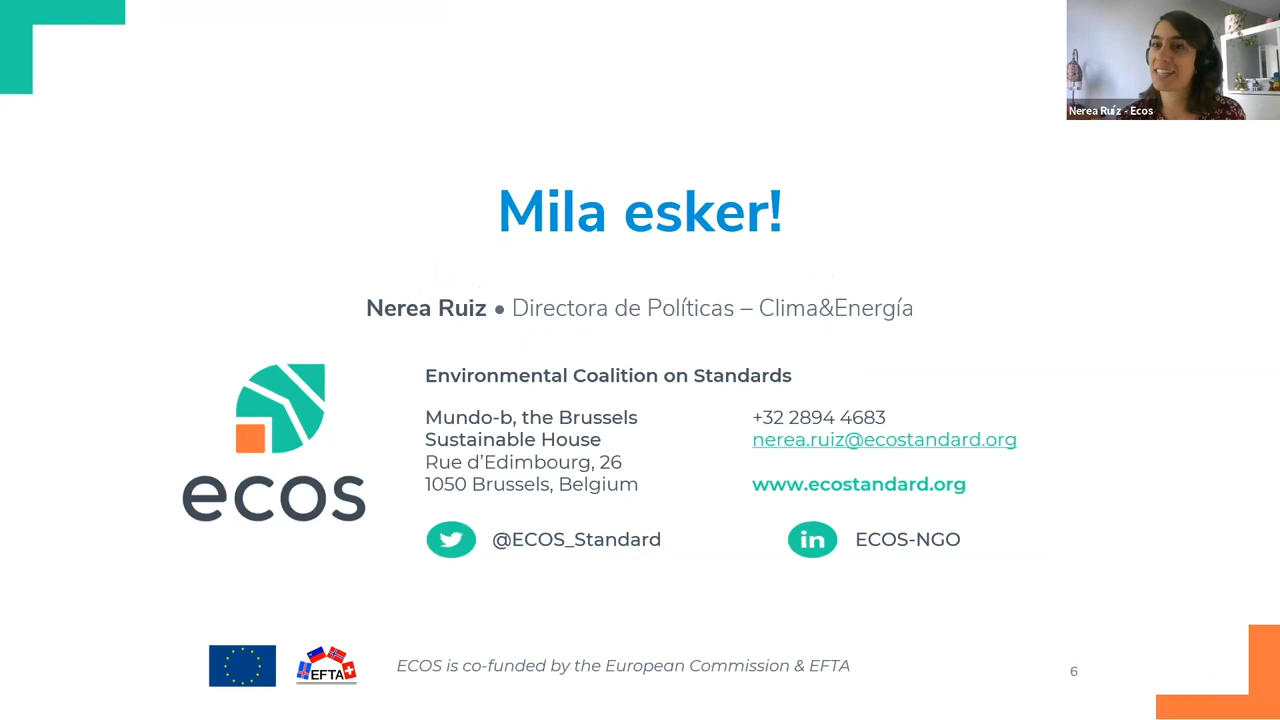 Nerea Ruíz - Ecos
Mila esker!
Nerea Ruiz • Directora de Políticas – Clima&Energía
Environmental Coalition on Standards
Mundo-b, the Brussels
Sustainable House
Rue d'Edimbourg, 26
1050 Brussels, Belgium
+32 2894 4683
nerea.ruiz@ecostandard.org
www.ecostandard.org
ecos
@ECOS_Standard
in
ECOS-NGO
EFTA
ECOS is co-funded by the European Commission & EFTA
6